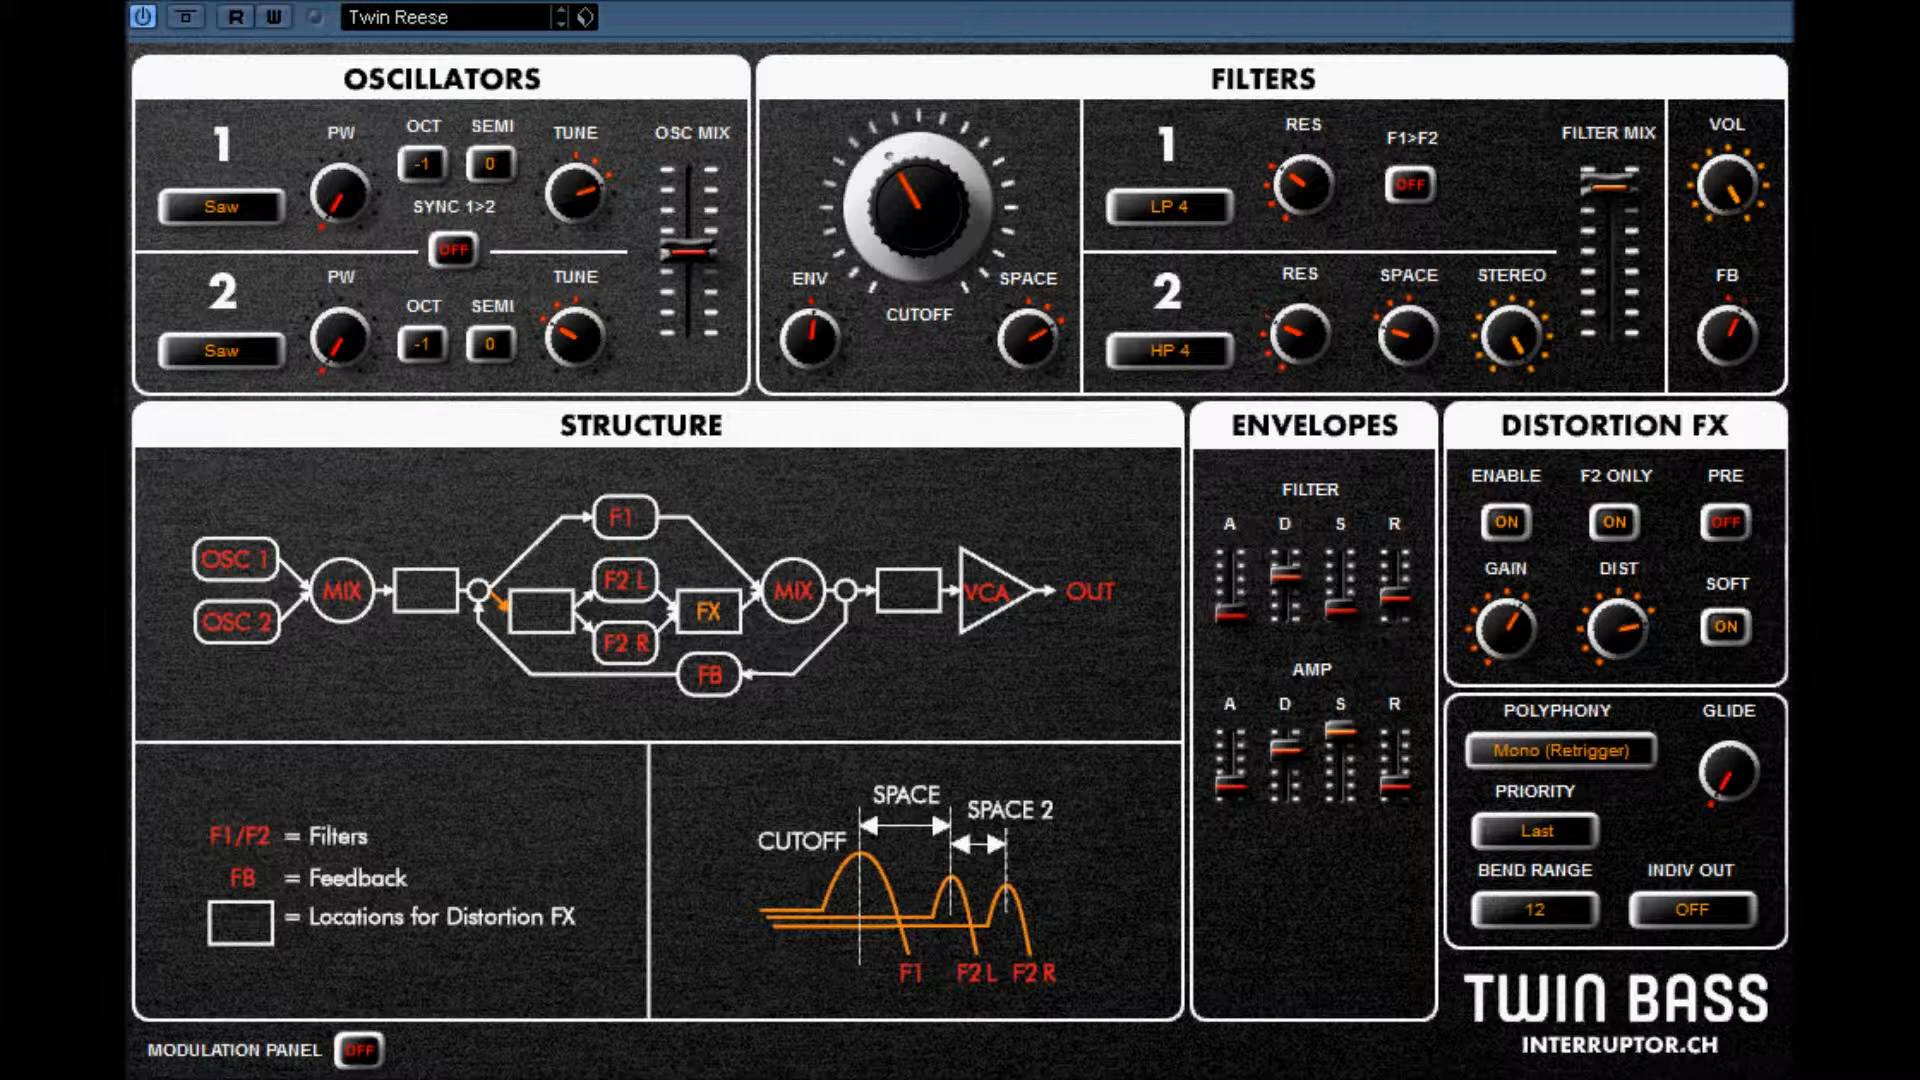 R W Twin Reese
OSCILLATORS
1
PW OCT SEMI TUNE OSC MIX
-1 0
Saw
SYNC 1>2
OFF
2
PW OCT SEMI TUNE
-1 0
Saw
FILTERS
ENV CUTOFF SPACE
1
RES F1>F2 FILTER MIX
LP 4 OFF
2
RES SPACE STEREO
HP 4
VOL
FB
STRUCTURE
OSC 1
OSC 2
MIX
F1
F2 L
F2 R
FX
FB
MIX
VCA
OUT
F1/F2 = Filters
FB = Feedback
= Locations for Distortion FX
SPACE
SPACE 2
CUTOFF
F1 F2 L F2 R
ENVELOPES
FILTER
A D S R
AMP
A D S R
DISTORTION FX
ENABLE F2 ONLY PRE
ON ON OFF
GAIN DIST SOFT
ON
POLYPHONY GLIDE
Mono (Retrigger)
PRIORITY
Last
BEND RANGE INDIV OUT
12 OFF
TWIN BASS
INTERRUPTOR.CH
MODULATION PANEL OFF